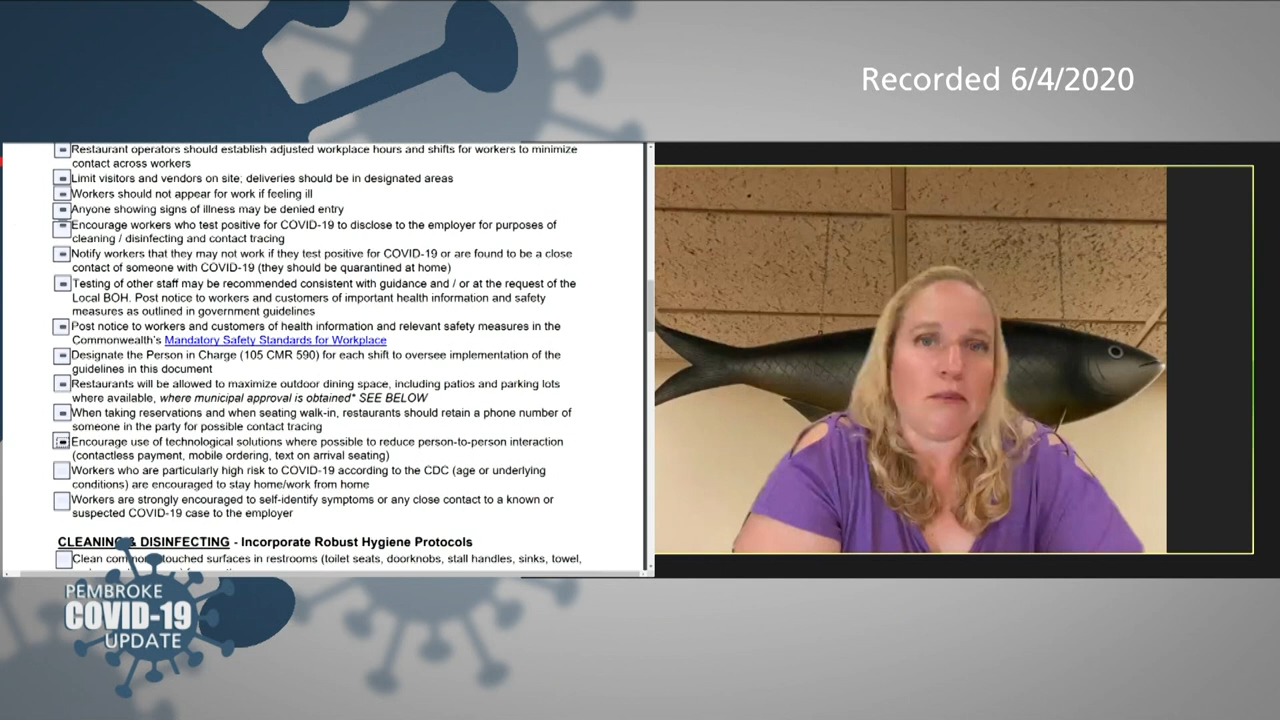 Recorded 6/4/2020
Restaurant operators should establish adjusted workplace hours and shifts for workers to minimize
contact across workers
Limit visitors and vendors on site; deliveries should be in designated areas
Workers should not appear for work if feeling ill
Anyone showing signs of illness may be denied entry
Encourage workers who test positive for COVID-19 to disclose to the employer for purposes of
cleaning / disinfecting and contact tracing
Notify workers that they may not work if they test positive for COVID-19 or are found to be a close
contact of someone with COVID-19 (they should be quarantined at home)
Testing of other staff may be recommended consistent with guidance and / or at the request of the
Local BOH. Post notice to workers and customers of important health information and safety
measures as outlined in government guidelines
Post notice to workers and customers of health information and relevant safety measures in the
Commonwealth's Mandatory Safety Standards for Workplace
Designate the Person in Charge (105 CMR 590) for each shift to oversee implementation of the
guidelines in this document
Restaurants will be allowed to maximize outdoor dining space, including patios and parking lots
where available, where municipal approval is obtained* SEE BELOW
When taking reservations and when seating walk-in, restaurants should retain a phone number of
someone in the party for possible contact tracing
Encourage use of technological solutions where possible to reduce person-to-person interaction
(contactless payment, mobile ordering, text on arrival seating)
Workers who are particularly high risk to COVID-19 according to the CDC (age or underlying
conditions) are encouraged to stay home/work from home
Workers are strongly encouraged to self-identify symptoms or any close contact to a known or
suspected COVID-19 case to the employer
CLEANING & DISINFECTING - Incorporate Robust Hygiene Protocols
Clean commonly touched surfaces in restrooms (toilet seats, doorknobs, stall handles, sinks, towel,
PEMBROKE
COVID-19
UPDATE